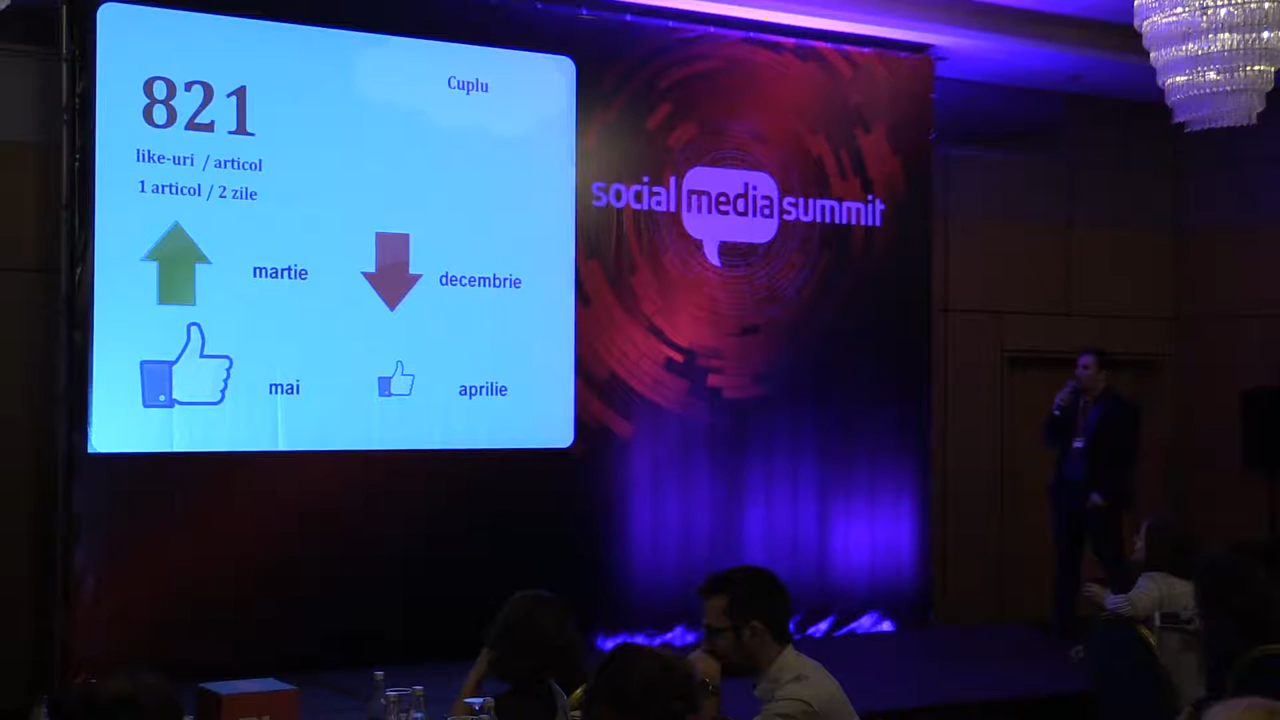 Cuplu
821
like-uri / articol
1 articol / 2 zile
martie
decembrie
mai
aprilie
social media summit